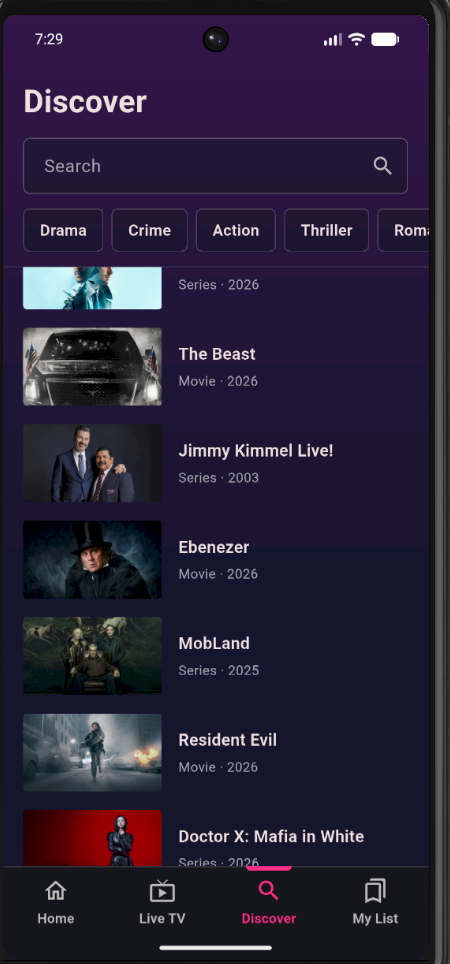 7:29
Discover
Search
Drama
Crime
Action
Thriller
Roma
Series · 2026
The Beast
Movie · 2026
Jimmy Kimmel Live!
Series · 2003
Ebenezer
Movie · 2026
MobLand
Series · 2025
Resident Evil
Movie · 2026
Doctor X: Mafia in White
Series · 2026
Home
Live TV
Discover
My List